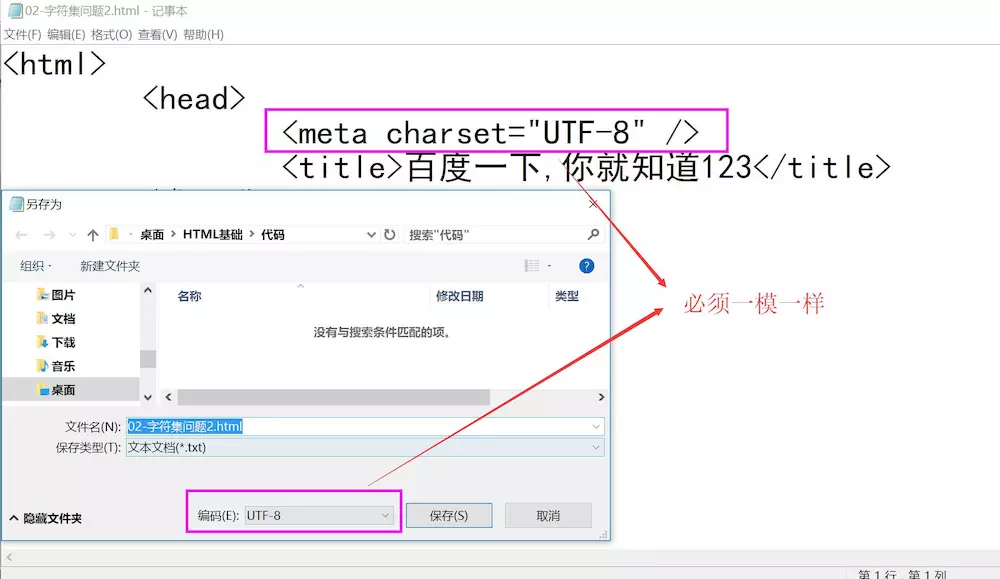 02-字符集问题2.html - 记事本
文件(F) 编辑(E) 格式(O) 查看(V) 帮助(H)
<html>
<head>
<meta charset="UTF-8" />
<title>百度一下,你就知道123</title>
另存为
桌面 > HTML基础 > 代码
搜索"代码"
组织
新建文件夹
图片
文档
下载
音乐
桌面
名称 修改日期 类型
没有与搜索条件匹配的项。
必须一模一样
文件名(N): 02-字符集问题2.html
保存类型(T): 文本文档(*.txt)
隐藏文件夹
编码(E): UTF-8
保存(S)
取消
第 1 行, 第 1 列